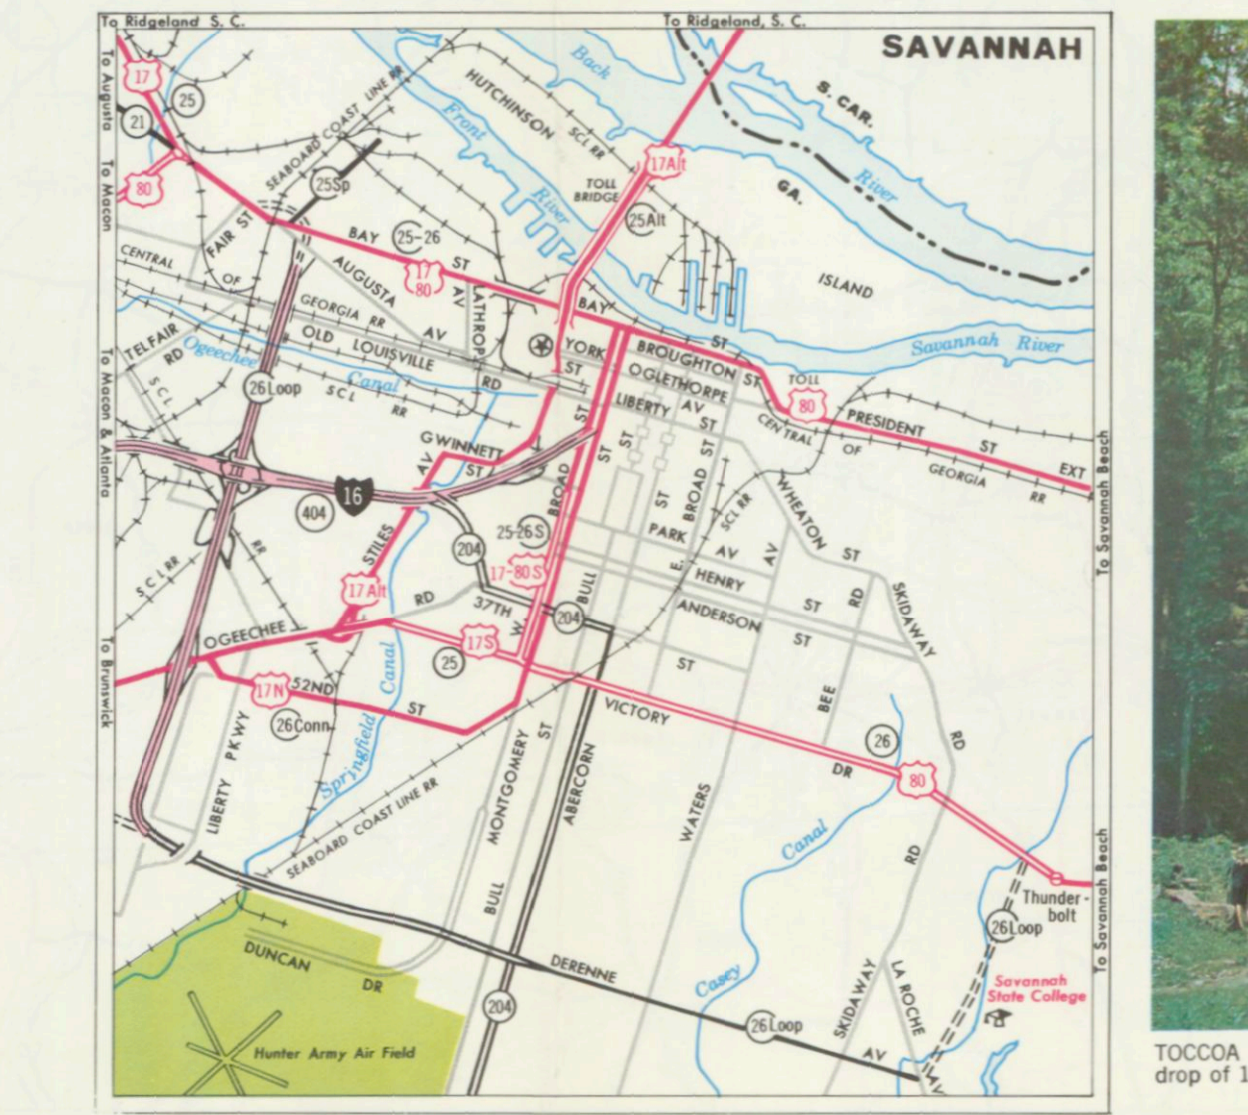 To Ridgeland S. C.
To Ridgeland, S. C.
SAVANNAH
To Augusta
To Macon
To Macon & Atlanta
To Brunswick
To Savannah Beach
To Savannah Beach
17
25
21
80
SEABOARD COAST LINE RR
25Sp
HUTCHINSON
ISLAND
SCL RR
Back
River
Front
River
S. CAR.
GA.
17Alt
TOLL
BRIDGE
25Alt
FAIR ST
BAY ST
25-26
17
80
CENTRAL OF GEORGIA RR
AUGUSTA AV
LATHROP AV
BAY ST
Savannah River
OLD LOUISVILLE RD
TELFAIR RD
Ogeechee Canal
SCL RR
SCL
26Loop
YORK ST
BROUGHTON ST
OGLETHORPE AV
LIBERTY ST
TOLL
80
PRESIDENT ST EXT
CENTRAL OF GEORGIA RR
GWINNETT ST
16
404
STILES AV
W. BROAD ST
ST
ST
ST
E. BROAD ST
SCL RR
WHEATON ST
25-26S
204
17-80S
PARK AV
AV
HENRY ST
ANDERSON ST
BEE RD
SKIDAWAY RD
SCL RR
RR
17Alt
OGEECHEE RD
37TH ST
204
BULL ST
17S
25
17N
52ND ST
26Conn
LIBERTY PKWY
Springfield Canal
SEABOARD COAST LINE RR
MONTGOMERY
BULL
ABERCORN
VICTORY DR
WATERS
26
80
Casey Canal
RD
Thunder-
bolt
26Loop
DUNCAN DR
DERENNE AV
204
26Loop
SKIDAWAY
LA ROCHE AV
Savannah
State College
Hunter Army Air Field
TOCCOA
drop of 1